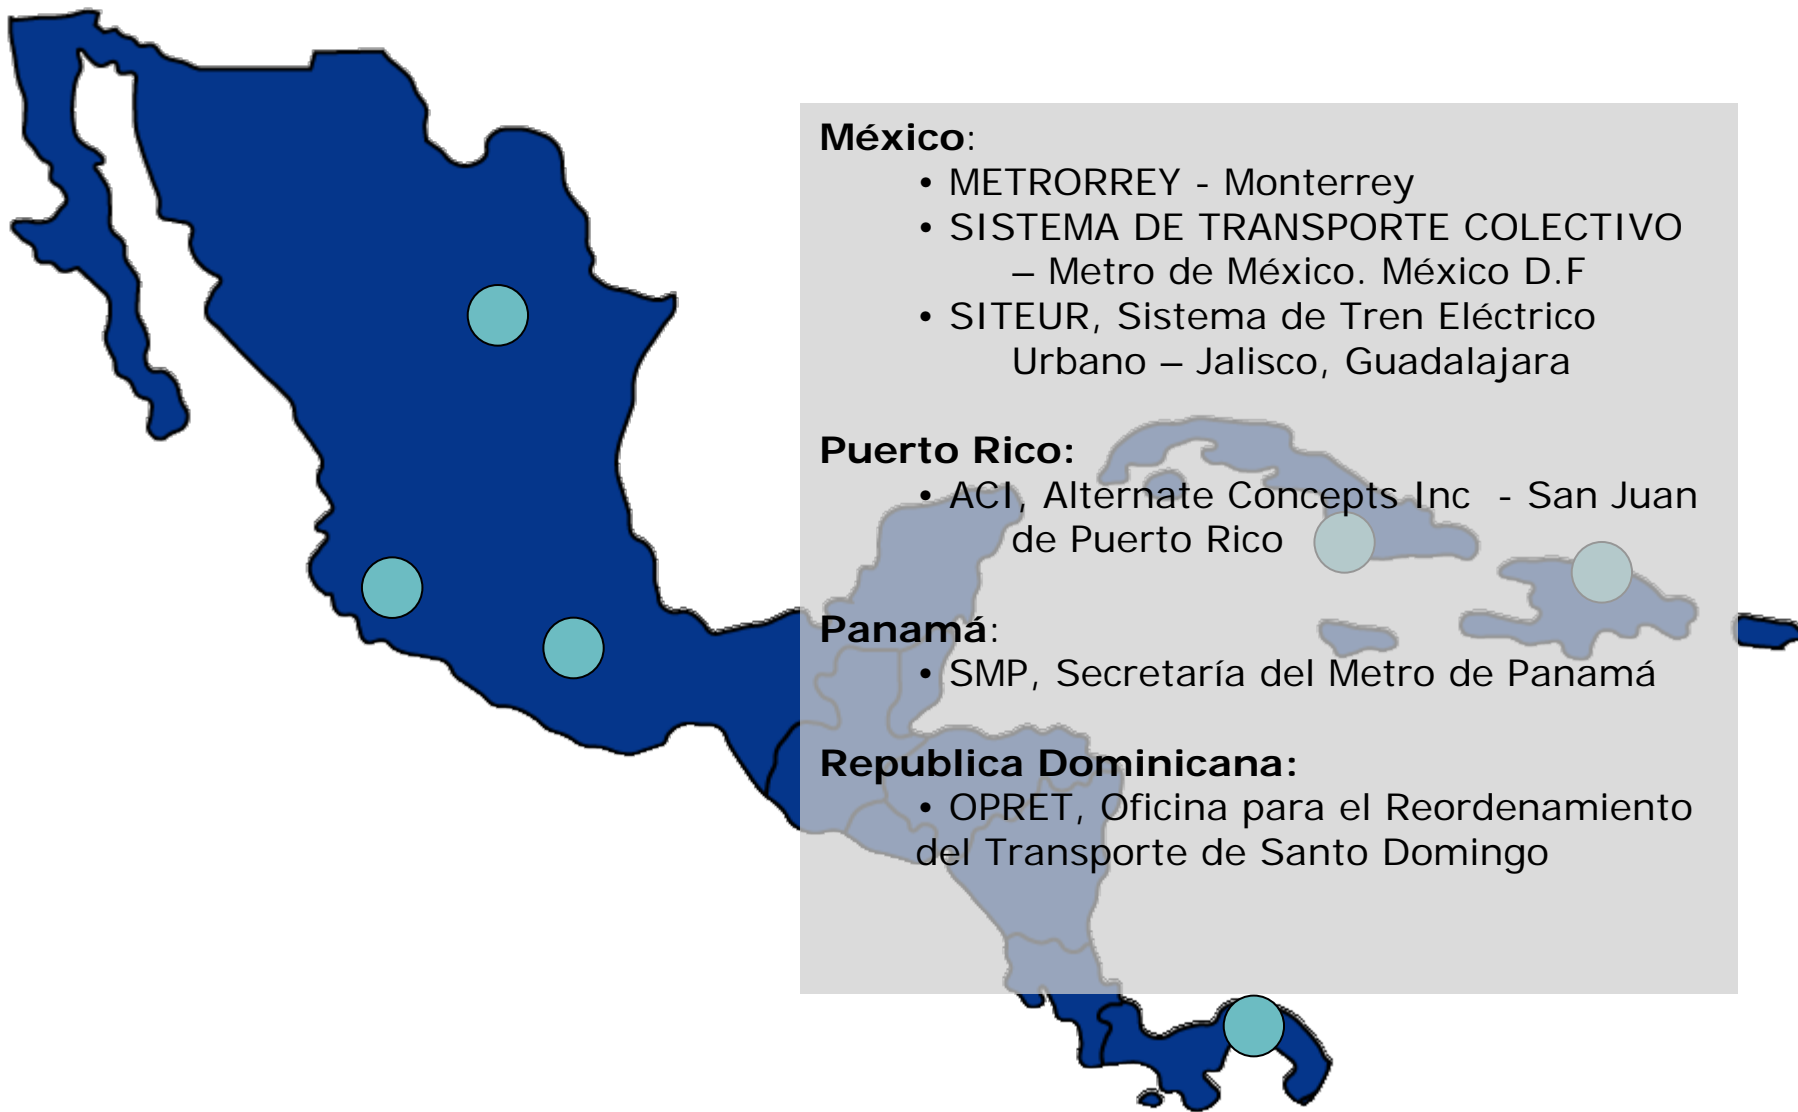 México:
• METRORREY - Monterrey
• SISTEMA DE TRANSPORTE COLECTIVO
– Metro de México. México D.F
• SITEUR, Sistema de Tren Eléctrico
Urbano – Jalisco, Guadalajara
Puerto Rico:
• ACI, Alternate Concepts Inc - San Juan
de Puerto Rico
Panamá:
• SMP, Secretaría del Metro de Panamá
Republica Dominicana:
• OPRET, Oficina para el Reordenamiento
del Transporte de Santo Domingo